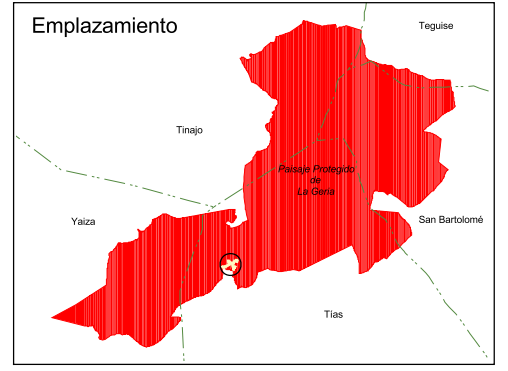 Emplazamiento
Teguise
Tinajo
Paisaje Protegido
de
La Geria
Yaiza
San Bartolomé
Tías